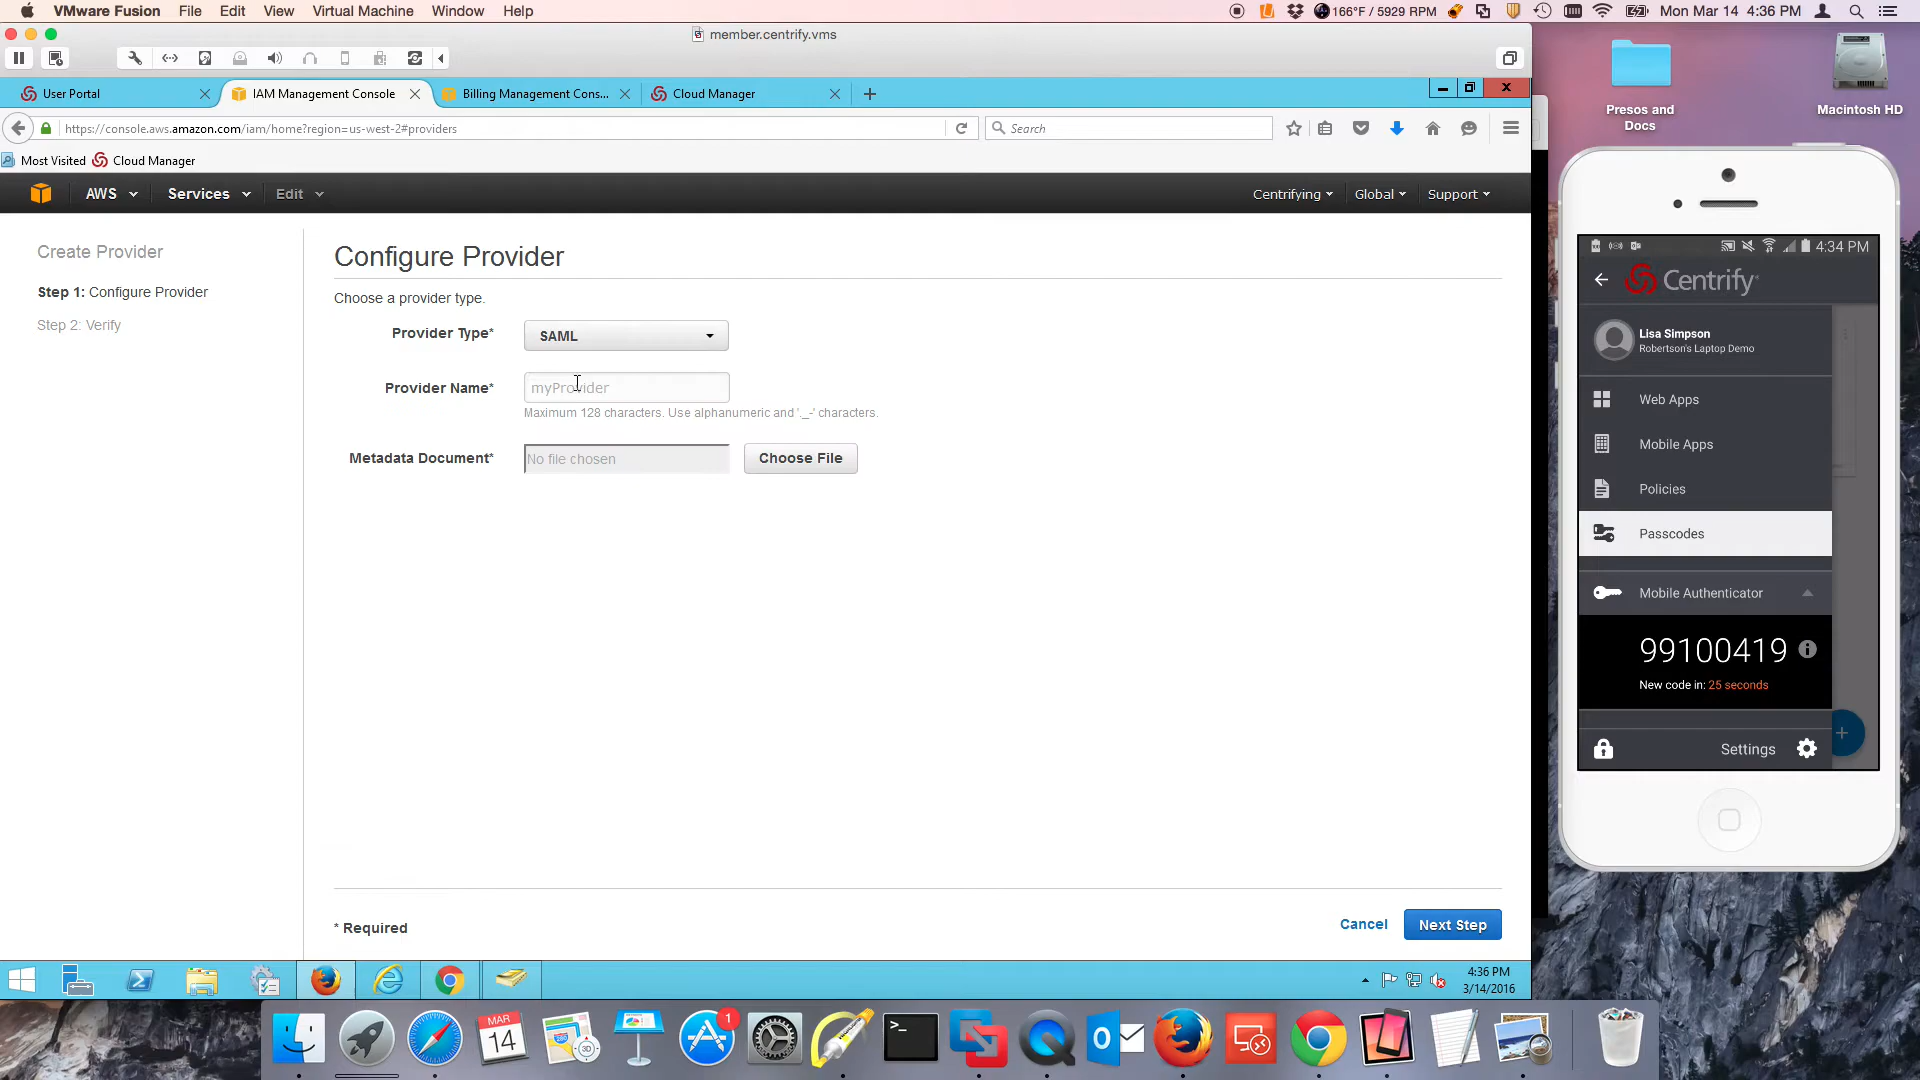 VMware Fusion File Edit View Virtual Machine Window Help
166°F / 5929 RPM Mon Mar 14 4:36 PM
member.centrify.vms
User Portal
IAM Management Console
Billing Management Cons...
Cloud Manager
https://console.aws.amazon.com/iam/home?region=us-west-2#providers
Search
Most Visited Cloud Manager
AWS Services Edit
Centrifying Global Support
Create Provider
Step 1: Configure Provider
Step 2: Verify
Configure Provider
Choose a provider type.
Provider Type* SAML
Provider Name* myProvider
Maximum 128 characters. Use alphanumeric and '._-' characters.
Metadata Document* No file chosen Choose File
* Required
Cancel Next Step
4:36 PM
3/14/2016
Presos and
Docs
Macintosh HD
4:34 PM
Centrify
Lisa Simpson
Robertson's Laptop Demo
Web Apps
Mobile Apps
Policies
Passcodes
Mobile Authenticator
99100419
New code in: 25 seconds
Settings
MAR
14
1